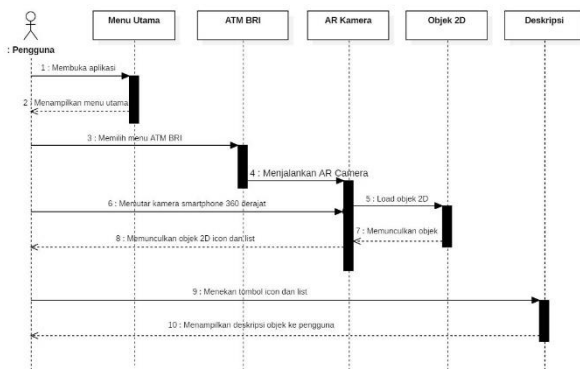 Menu Utama
ATM BRI
AR Kamera
Objek 2D
Deskripsi
: Pengguna
1 : Membuka aplikasi
2 : Menampilkan menu utama
3 : Memilih menu ATM BRI
4 : Menjalankan AR Camera
6 : Memutar kamera smartphone 360 derajat
5 : Load objek 2D
7 : Memunculkan objek
8 : Memunculkan objek 2D icon dan list
9 : Menekan tombol icon dan list
10 : Menampilkan deskripsi objek ke pengguna